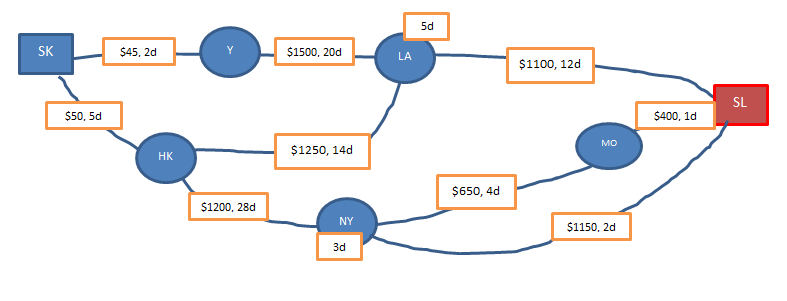 5d
SK
$45, 2d
Y
$1500, 20d
LA
$1100, 12d
SL
$50, 5d
$400, 1d
HK
$1250, 14d
MO
$650, 4d
$1200, 28d
NY
$1150, 2d
3d